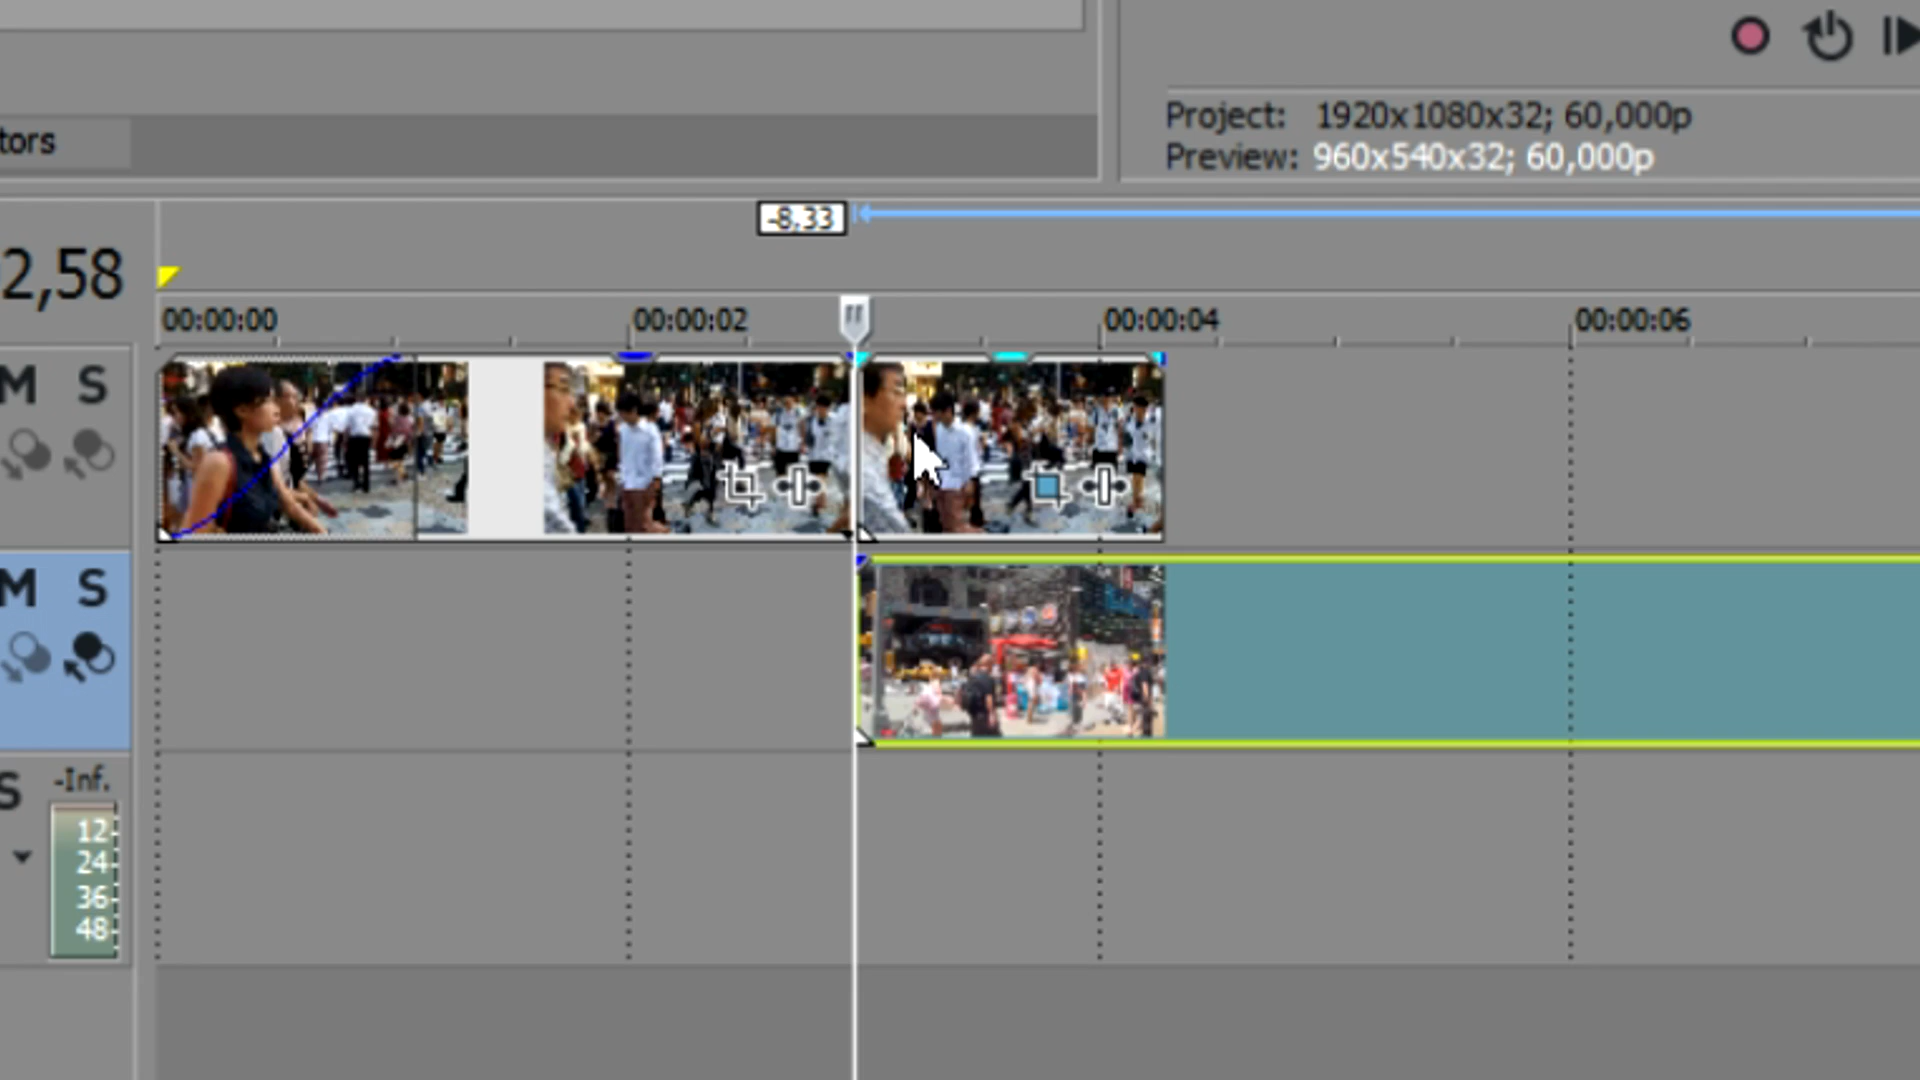 Project: 1920x1080x32; 60,000p
tors
Preview: 960x540x32; 60,000p
-8,33
2,58
00:00:00 00:00:02 00:00:04 00:00:06
M S
M S
S -Inf.
12
24
36
48